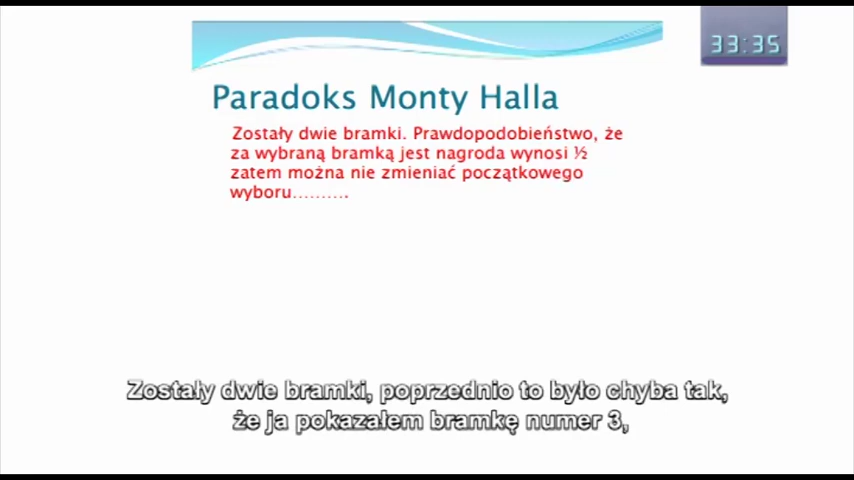 33:35
Paradoks Monty Halla
Zostały dwie bramki. Prawdopodobieństwo, że
za wybraną bramką jest nagroda wynosi ½
zatem można nie zmieniać początkowego
wyboru……….
Zostały dwie bramki, poprzednio to było chyba tak,
że ja pokazałem bramkę numer 3,